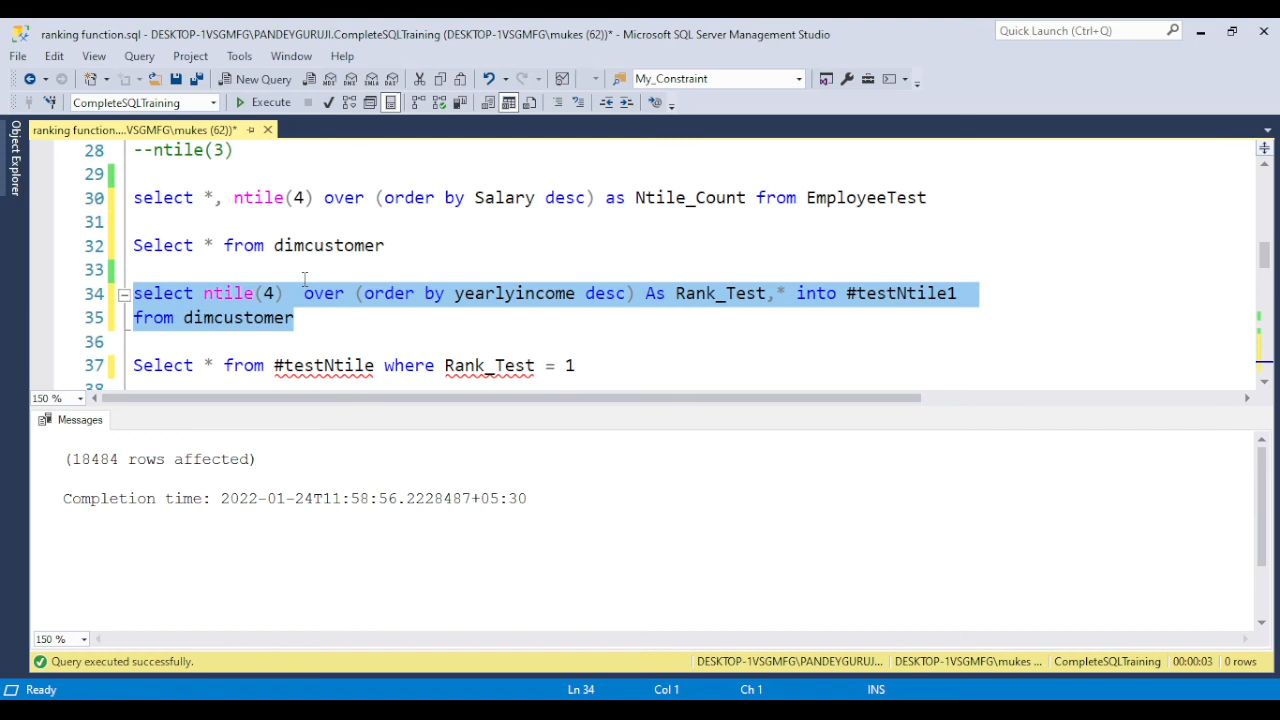 ranking function.sql - DESKTOP-1VSGMFG\PANDEYGURUJI.CompleteSQLTraining (DESKTOP-1VSGMFG\mukes (62))* - Microsoft SQL Server Management Studio
Quick Launch (Ctrl+Q)
File Edit View Query Project Tools Window Help
New Query
My_Constraint
CompleteSQLTraining
Execute
ranking function....VSGMFG\mukes (62))*
Object Explorer
28 --ntile(3)
29
30 select *, ntile(4) over (order by Salary desc) as Ntile_Count from EmployeeTest
31
32 Select * from dimcustomer
33
34 select ntile(4)  over (order by yearlyincome desc) As Rank_Test,* into #testNtile1
35 from dimcustomer
36
37 Select * from #testNtile where Rank_Test = 1
38
150 %
Messages
(18484 rows affected)
Completion time: 2022-01-24T11:58:56.2228487+05:30
150 %
Query executed successfully.
DESKTOP-1VSGMFG\PANDEYGURUJI... DESKTOP-1VSGMFG\mukes ... CompleteSQLTraining 00:00:03 0 rows
Ready Ln 34 Col 1 Ch 1 INS